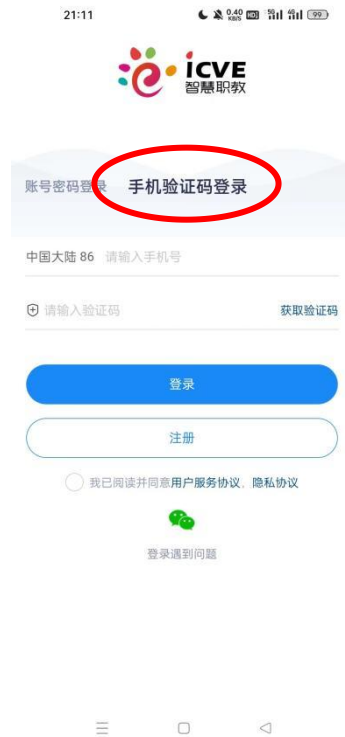 21:11 0.40 KB/S HD 5G 4G 99
icve
智慧职教
账号密码登录 手机验证码登录
中国大陆 86 请输入手机号
请输入验证码 获取验证码
登录
注册
我已阅读并同意用户服务协议，隐私协议
登录遇到问题